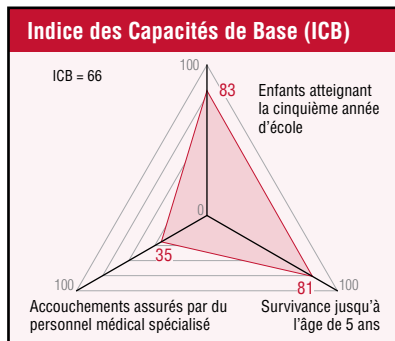 Indice des Capacités de Base (ICB)
ICB = 66
100
83
Enfants atteignant
la cinquième année
d'école
0
35
81
100
100
Accouchements assurés par du
personnel médical spécialisé
Survivance jusqu'à
l'âge de 5 ans